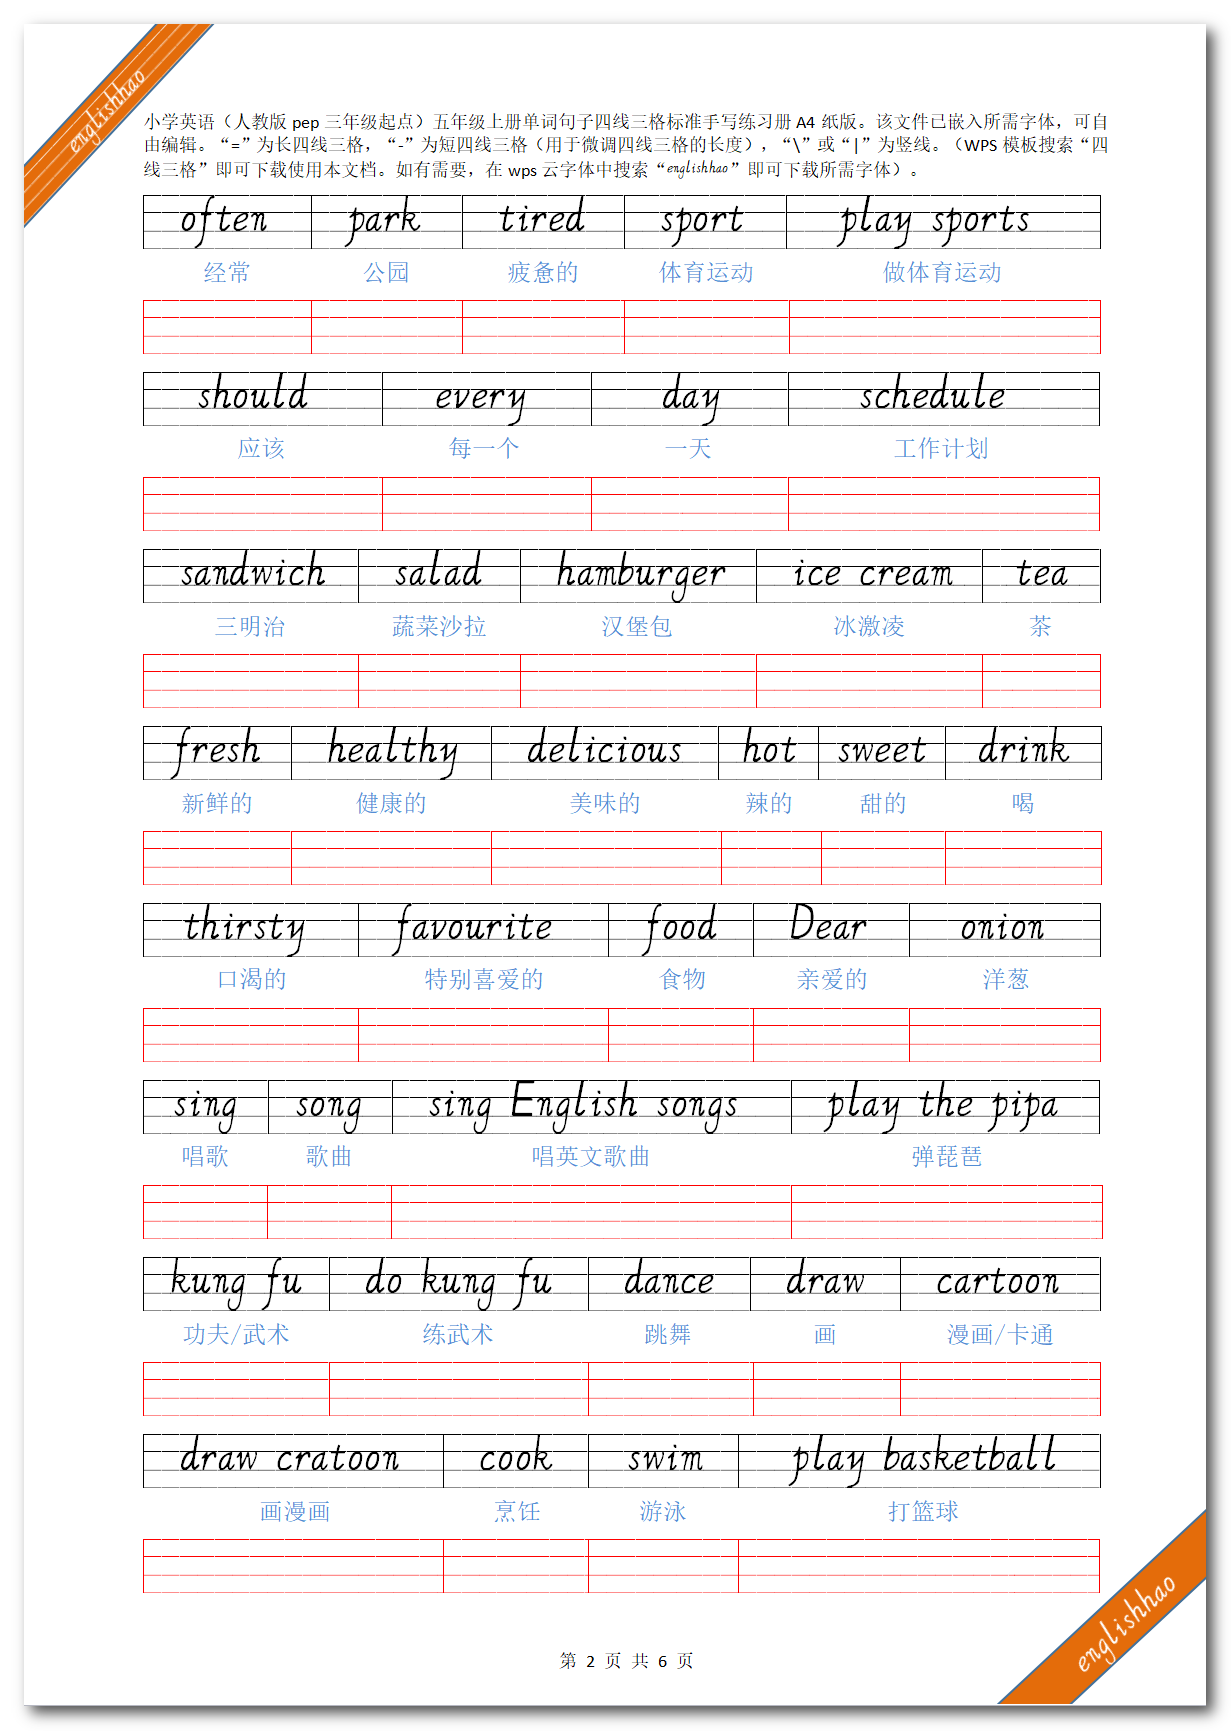 englishhao
小学英语（人教版 pep 三年级起点）五年级上册单词句子四线三格标准手写练习册 A4 纸版。该文件已嵌入所需字体，可自
由编辑。“=”为长四线三格，“-”为短四线三格（用于微调四线三格的长度），“\”或“|”为竖线。（WPS 模板搜索“四
线三格”即可下载使用本文档。如有需要，在 wps 云字体中搜索“englishhao”即可下载所需字体）。
often park tired sport play sports
经常 公园 疲惫的 体育运动 做体育运动
should every day schedule
应该 每一个 一天 工作计划
sandwich salad hamburger ice cream tea
三明治 蔬菜沙拉 汉堡包 冰激凌 茶
fresh healthy delicious hot sweet drink
新鲜的 健康的 美味的 辣的 甜的 喝
thirsty favourite food Dear onion
口渴的 特别喜爱的 食物 亲爱的 洋葱
sing song sing English songs play the pipa
唱歌 歌曲 唱英文歌曲 弹琵琶
kung fu do kung fu dance draw cartoon
功夫/武术 练武术 跳舞 画 漫画/卡通
draw cratoon cook swim play basketball
画漫画 烹饪 游泳 打篮球
englishhao
第 2 页 共 6 页